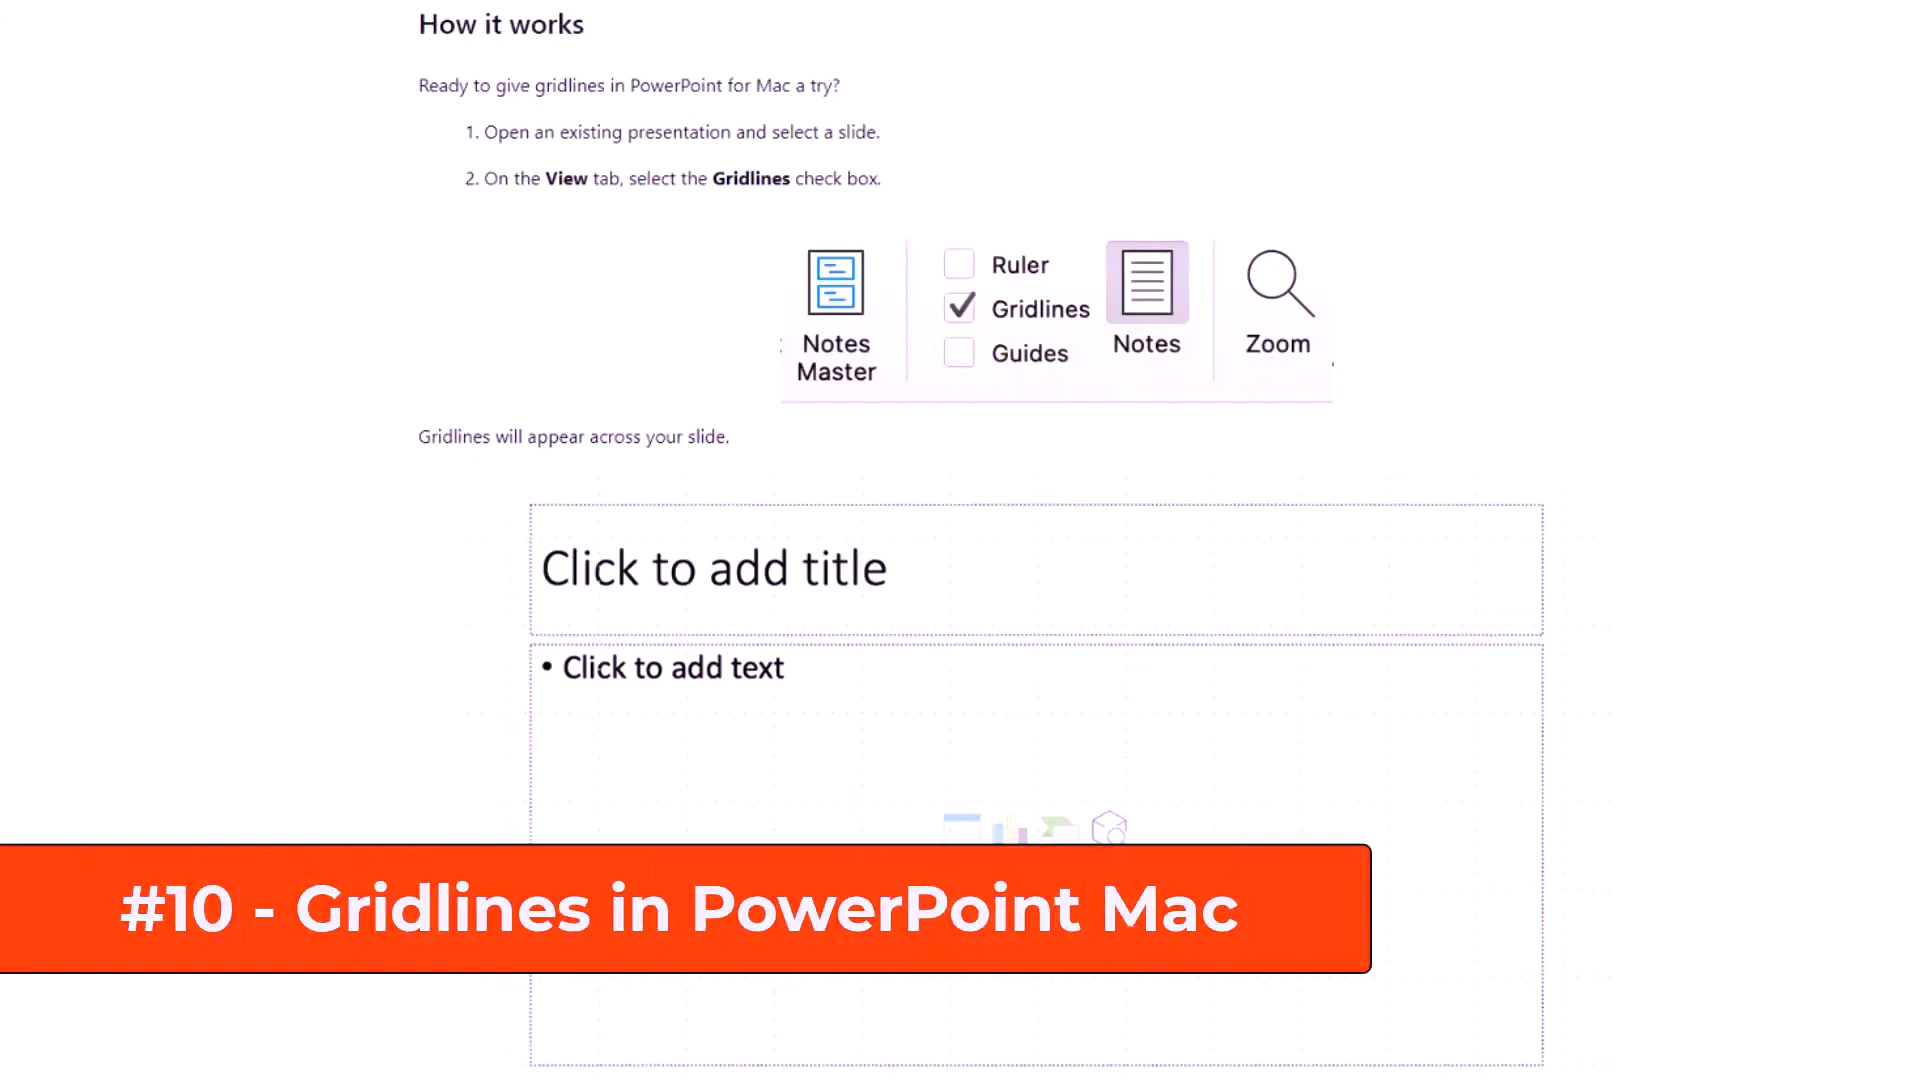 How it works
Ready to give gridlines in PowerPoint for Mac a try?
1. Open an existing presentation and select a slide.
2. On the View tab, select the Gridlines check box.
Notes
Master
Ruler
Gridlines
Guides
Notes
Zoom
Gridlines will appear across your slide.
Click to add title
• Click to add text
#10 - Gridlines in PowerPoint Mac